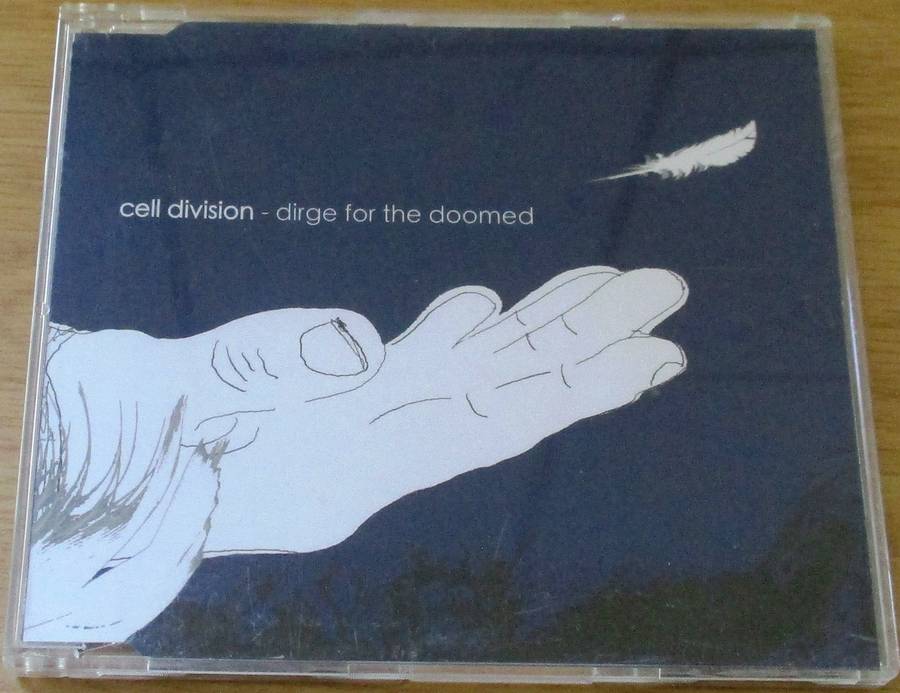 cell division - dirge for the doomed